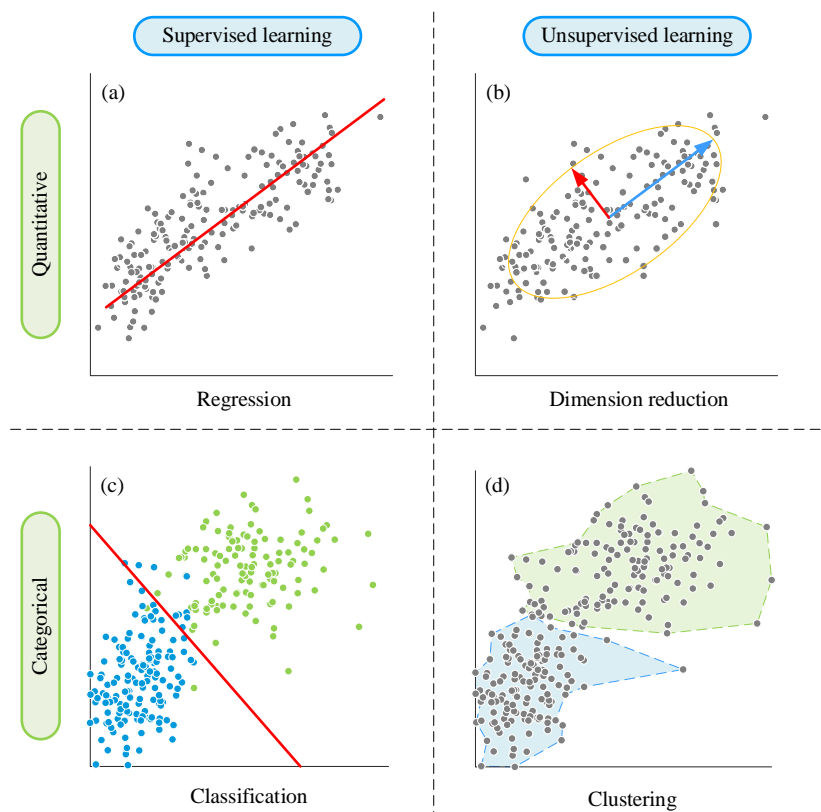 Supervised learning
Unsupervised learning
(a)
(b)
Quantitative
Regression
Dimension reduction
(c)
(d)
Categorical
Classification
Clustering